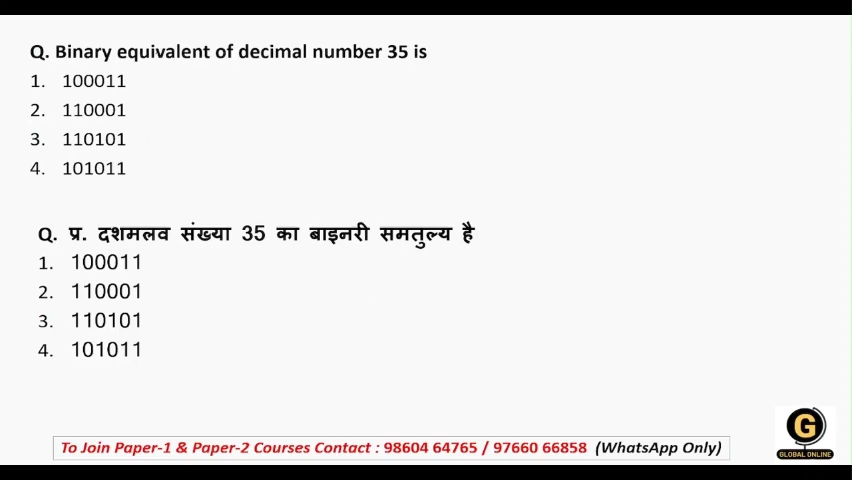 Q. Binary equivalent of decimal number 35 is
1. 100011
2. 110001
3. 110101
4. 101011
Q. प्र. दशमलव संख्या 35 का बाइनरी समतुल्य है
1. 100011
2. 110001
3. 110101
4. 101011
G
GLOBAL ONLINE
To Join Paper-1 & Paper-2 Courses Contact : 98604 64765 / 97660 66858 (WhatsApp Only)